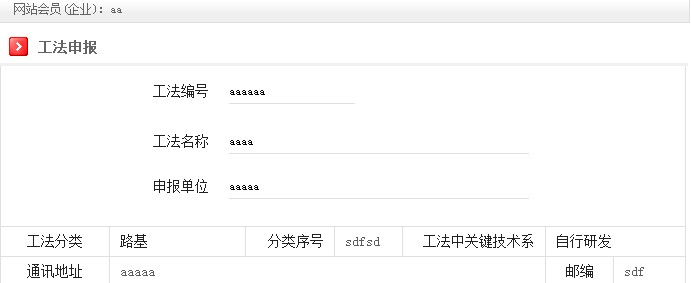 网站会员(企业): aa
工法申报
工法编号 aaaaaa
工法名称 aaaa
申报单位 aaaaa
工法分类 路基 分类序号 sdfsd 工法中关键技术系 自行研发
通讯地址 aaaaa 邮编 sdf